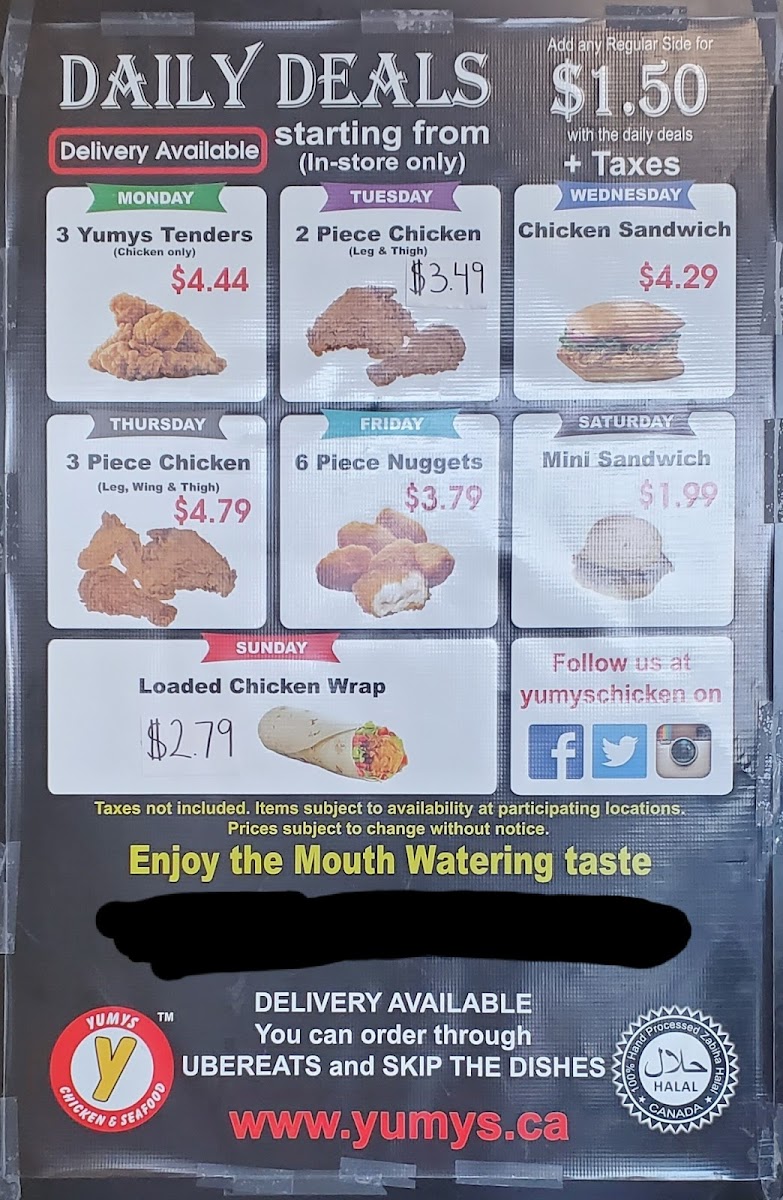 DAILY DEALS
Delivery Available
starting from
(In-store only)
Add any Regular Side for
$1.50
with the daily deals
+ Taxes
MONDAY
3 Yumys Tenders
(Chicken only)
$4.44
TUESDAY
2 Piece Chicken
(Leg & Thigh)
$3.49
WEDNESDAY
Chicken Sandwich
$4.29
THURSDAY
3 Piece Chicken
(Leg, Wing & Thigh)
$4.79
FRIDAY
6 Piece Nuggets
$3.79
SATURDAY
Mini Sandwich
$1.99
SUNDAY
Loaded Chicken Wrap
$2.79
Follow us at
yumyschicken on
Taxes not included. Items subject to availability at participating locations.
Prices subject to change without notice.
Enjoy the Mouth Watering taste
DELIVERY AVAILABLE
You can order through
UBEREATS and SKIP THE DISHES
www.yumys.ca
YUMYS
TM
y
CHICKEN & SEAFOOD
100% Hand Processed Zabiha Halal
حلال
HALAL
CANADA